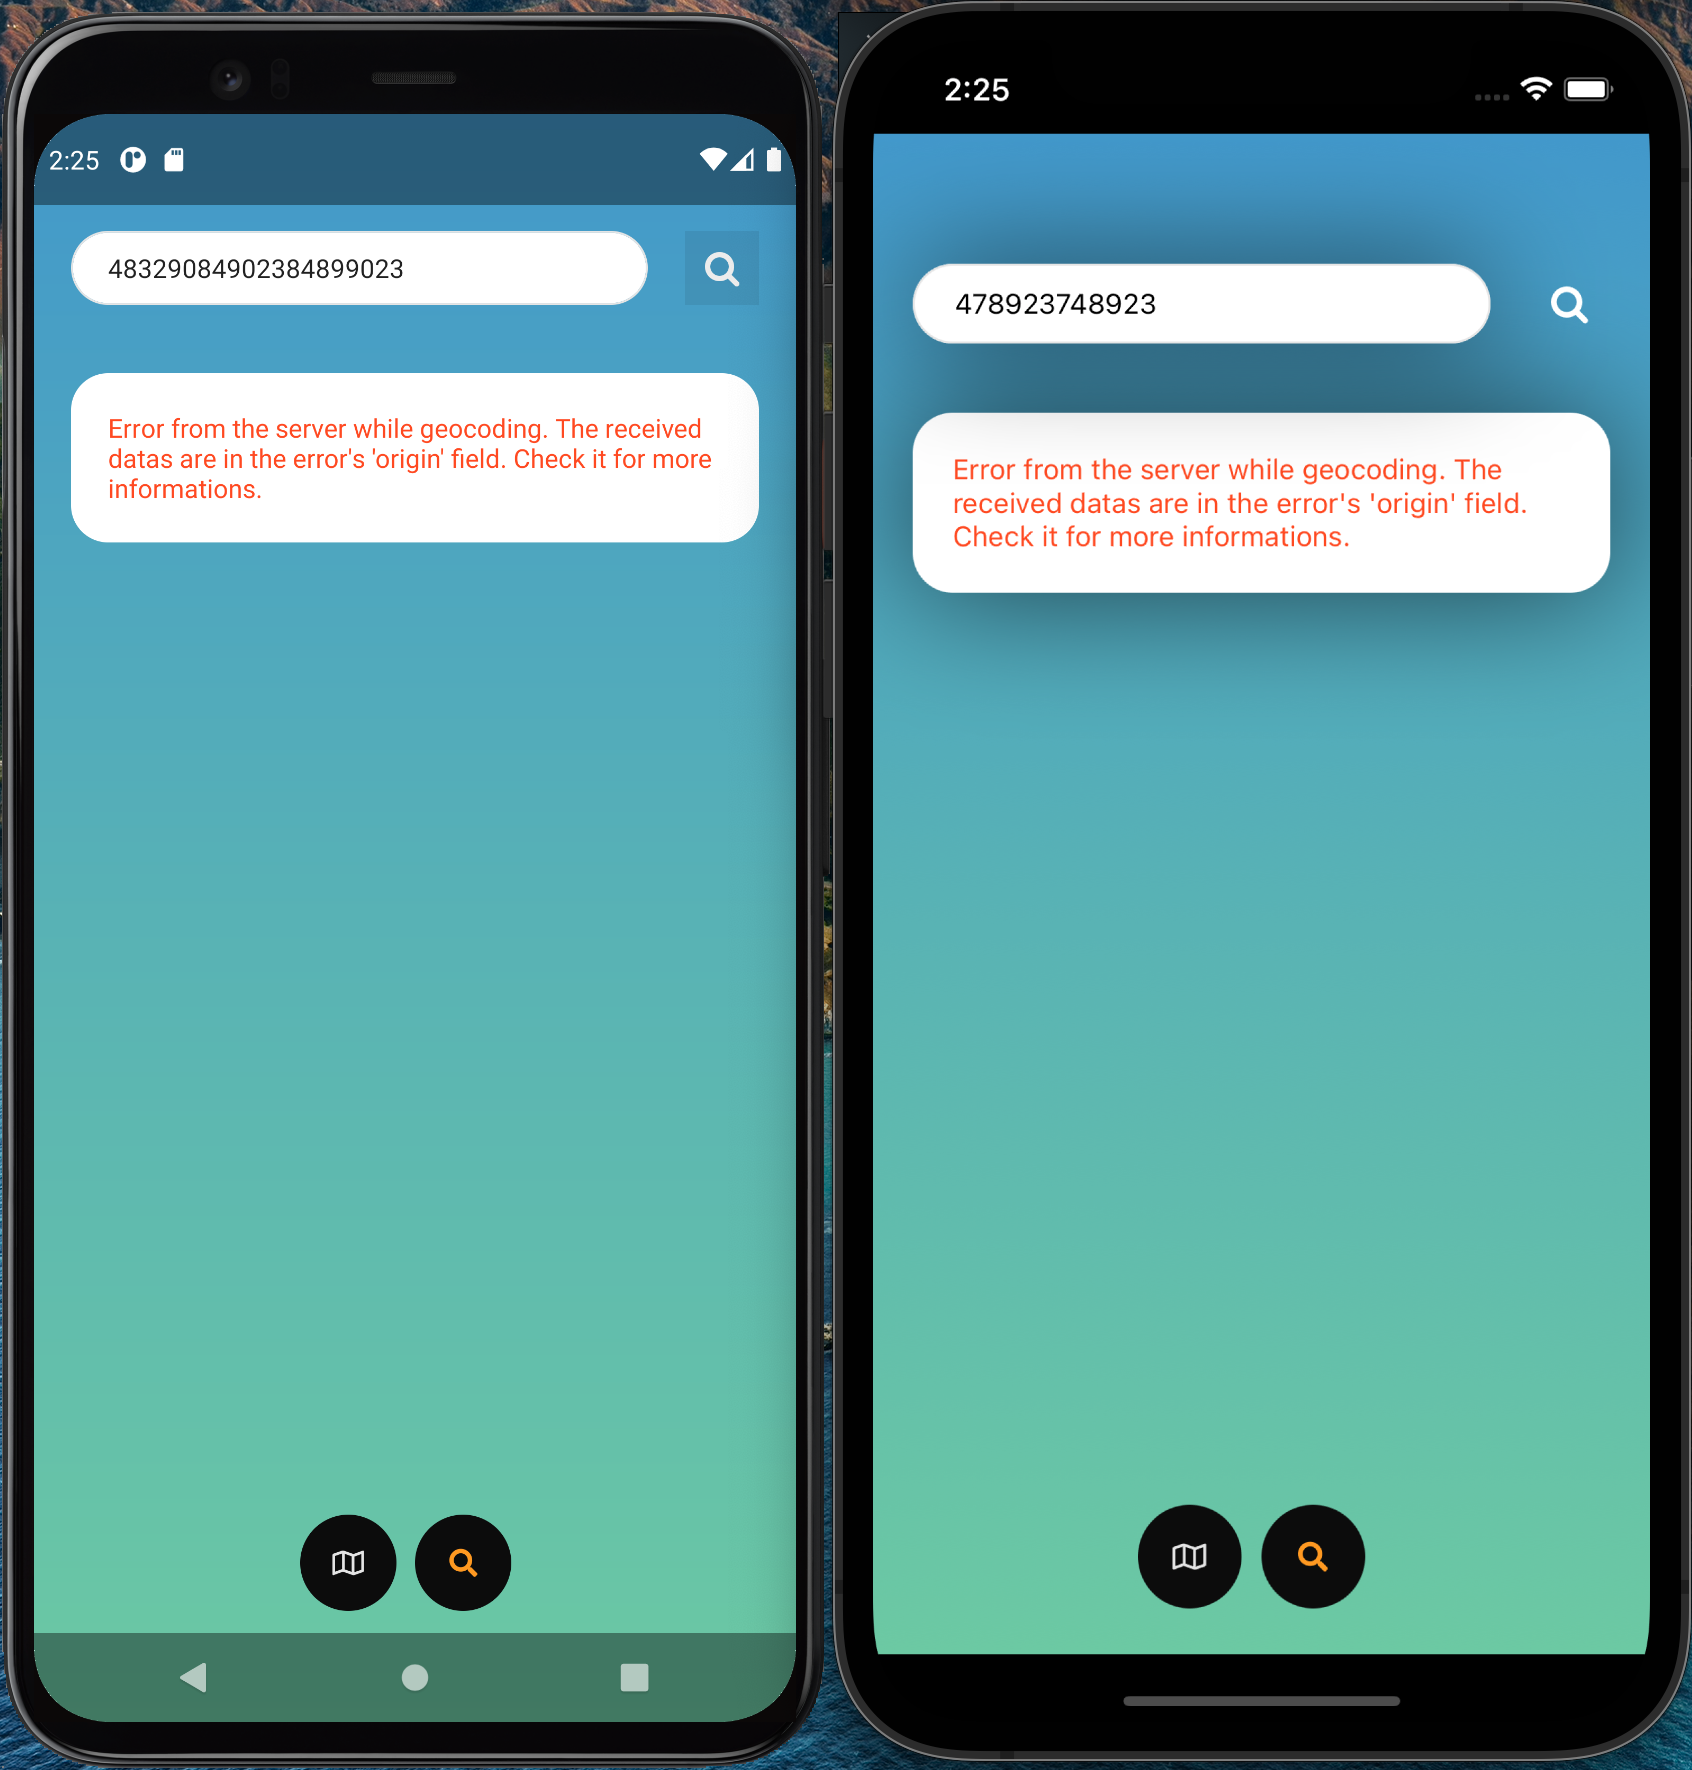 2:25
48329084902384899023
Error from the server while geocoding. The received
datas are in the error's 'origin' field. Check it for more
informations.
2:25
478923748923
Error from the server while geocoding. The
received datas are in the error's 'origin' field.
Check it for more informations.